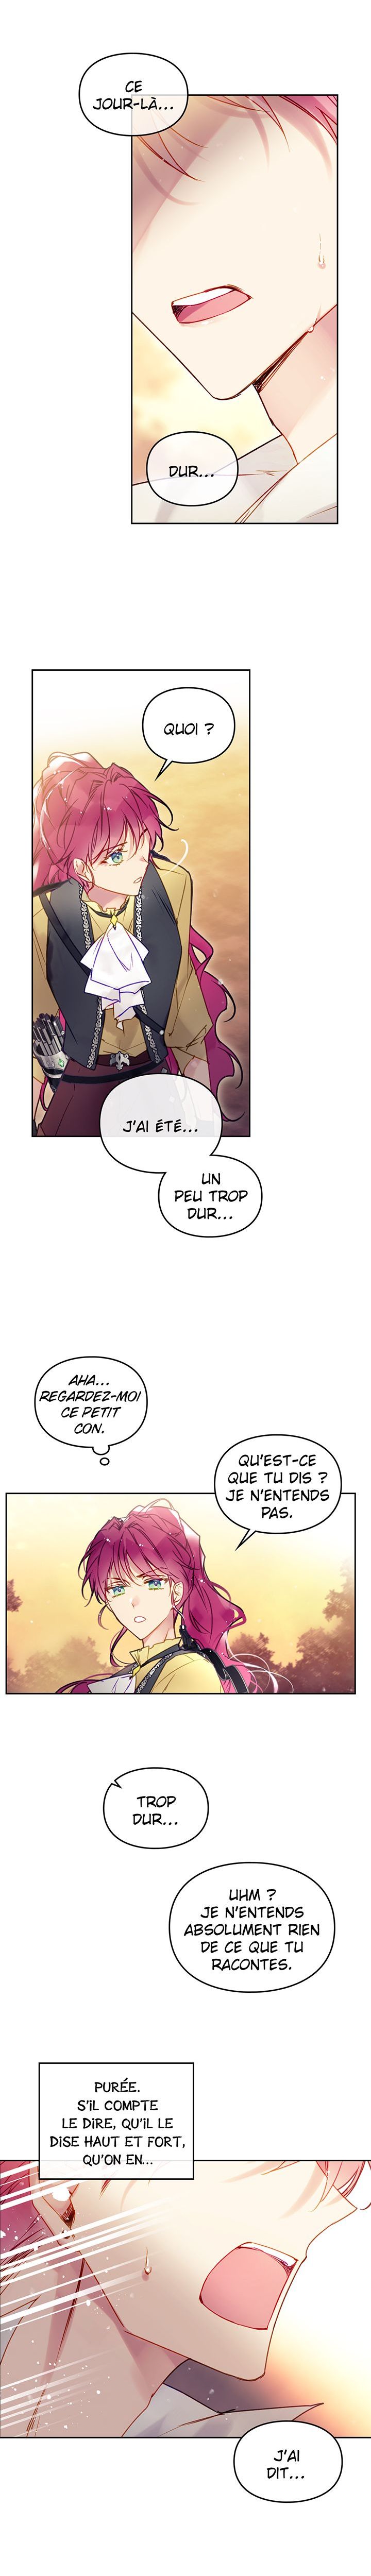 CE
JOUR-LÀ...
DUR...
QUOI ?
J'AI ÉTÉ...
UN
PEU TROP
DUR...
AHA...
REGARDEZ-MOI
CE PETIT
CON.
QU'EST-CE
QUE TU DIS ?
JE N'ENTENDS
PAS.
TROP
DUR...
UHM ?
JE N'ENTENDS
ABSOLUMENT RIEN
DE CE QUE TU
RACONTES.
PURÉE.
S'IL COMPTE
LE DIRE, QU'IL LE
DISE HAUT ET FORT,
QU'ON EN...
J'AI
DIT...